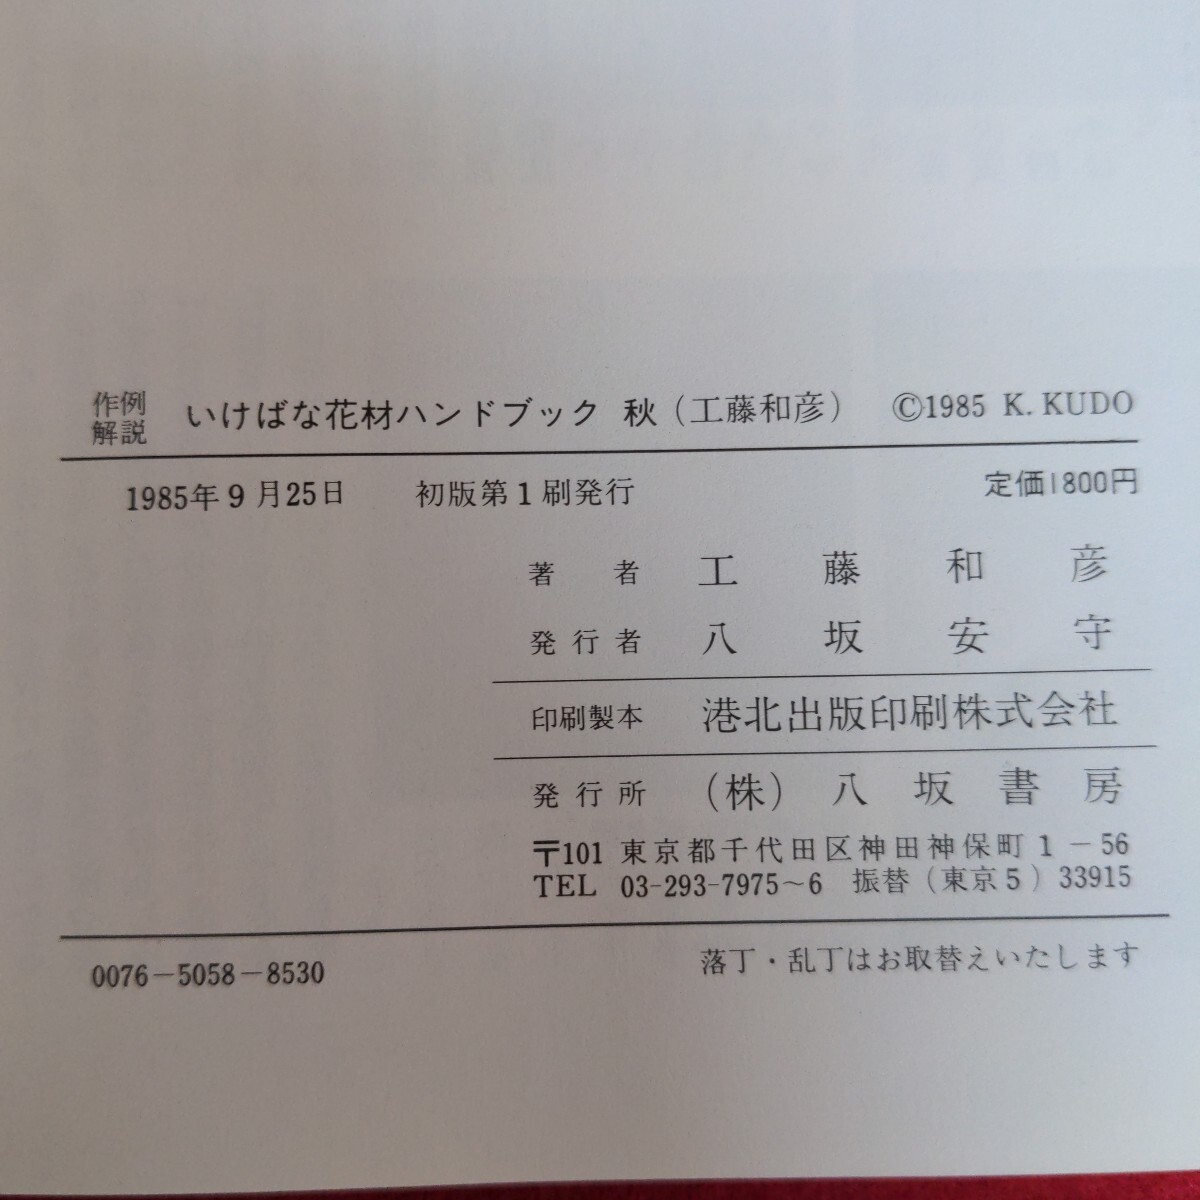 作例解説 いけばな花材ハンドブック 秋（工藤和彦） ©1985 K. KUDO
1985年9月25日 初版第1刷発行 定価1800円
著者 工藤和彦
発行者 八坂安守
印刷製本 港北出版印刷株式会社
発行所 （株）八坂書房
〒101 東京都千代田区神田神保町1－56
TEL 03-293-7975～6 振替（東京5）33915
0076－5058－8530 落丁・乱丁はお取替えいたします